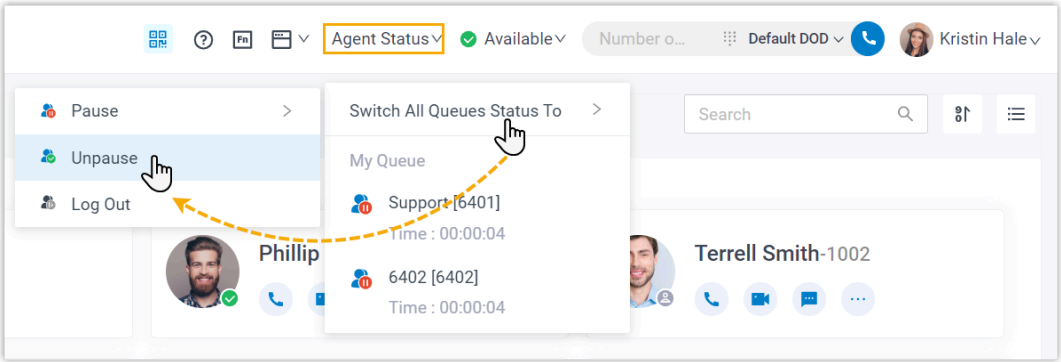 Fn
Agent Status
Available
Number o...
Default DOD
Kristin Hale
Pause
Unpause
Log Out
Switch All Queues Status To
My Queue
Support [6401]
Time : 00:00:04
6402 [6402]
Time : 00:00:04
Search
Phillip
Terrell Smith-1002